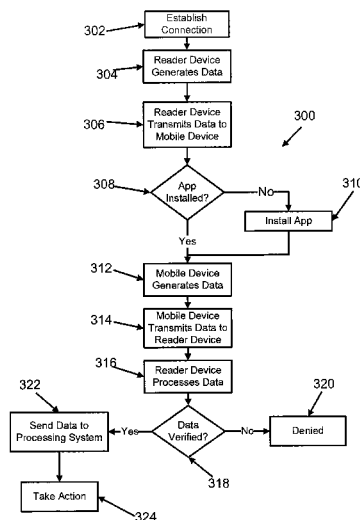 302
Establish
Connection
304
Reader Device
Generates Data
306
Reader Device
Transmits Data to
Mobile Device
300
308
App
Installed?
No
310
Install App
Yes
312
Mobile Device
Generates Data
314
Mobile Device
Transmits Data to
Reader Device
316
Reader Device
Processes Data
322
320
Send Data to
Processing System
Yes
Data
Verified?
No
Denied
318
Take Action
324